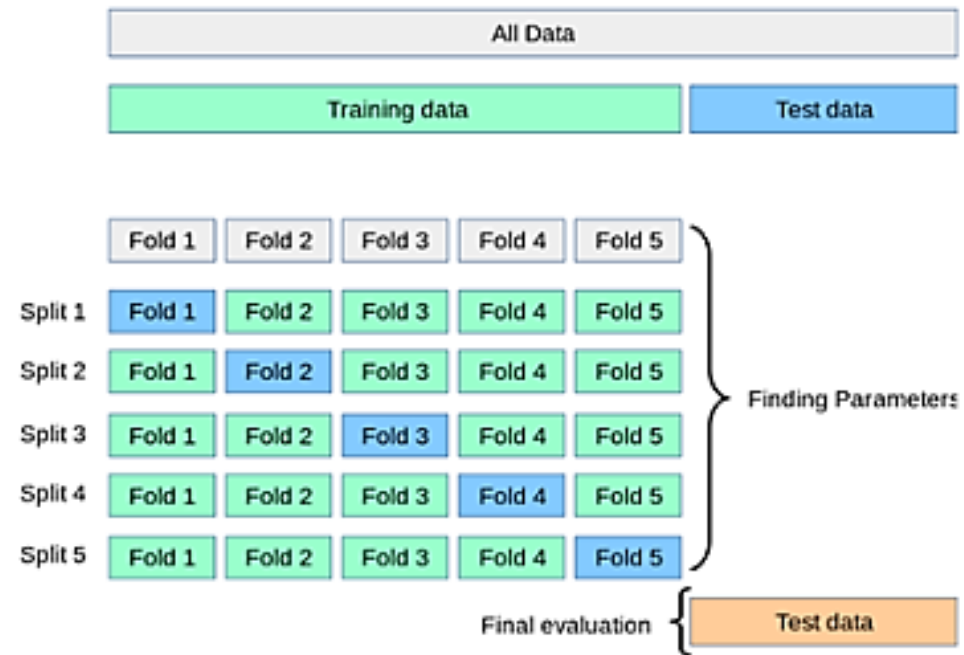 All Data
Training data Test data
Fold 1 Fold 2 Fold 3 Fold 4 Fold 5
Split 1 Fold 1 Fold 2 Fold 3 Fold 4 Fold 5
Split 2 Fold 1 Fold 2 Fold 3 Fold 4 Fold 5
Finding Parameters
Split 3 Fold 1 Fold 2 Fold 3 Fold 4 Fold 5
Split 4 Fold 1 Fold 2 Fold 3 Fold 4 Fold 5
Split 5 Fold 1 Fold 2 Fold 3 Fold 4 Fold 5
Final evaluation Test data